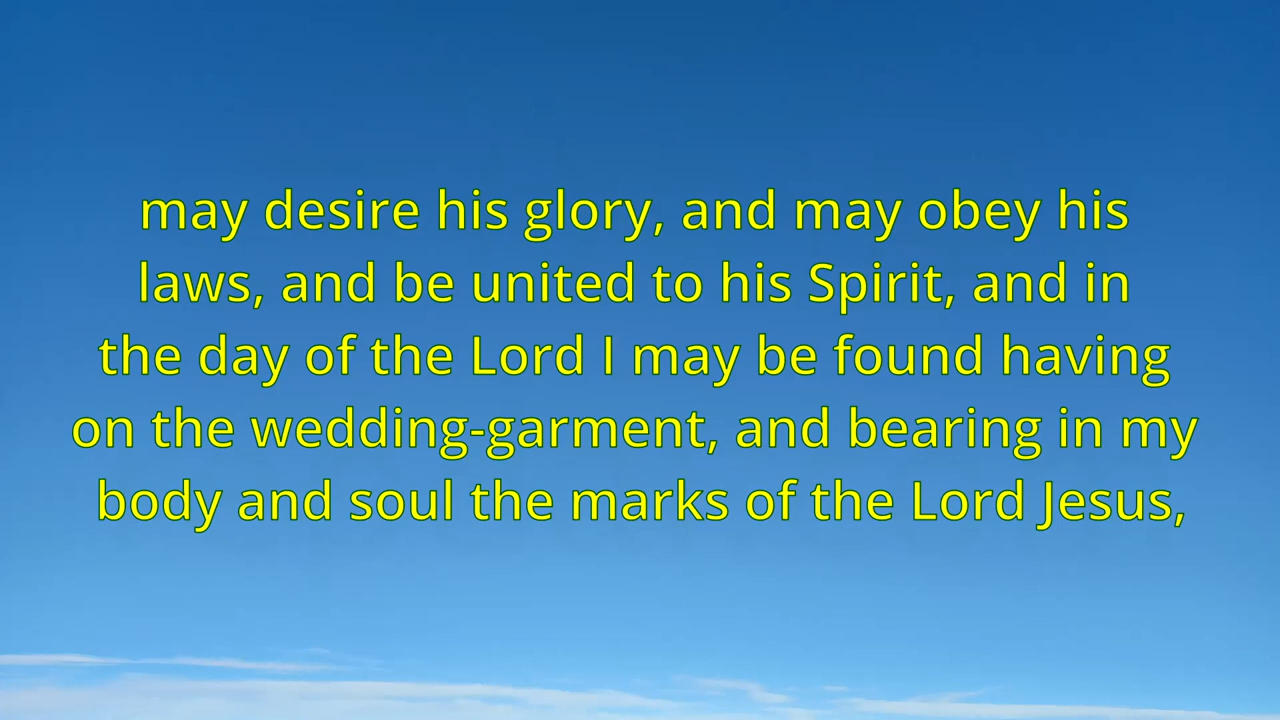 may desire his glory, and may obey his
laws, and be united to his Spirit, and in
the day of the Lord I may be found having
on the wedding-garment, and bearing in my
body and soul the marks of the Lord Jesus,